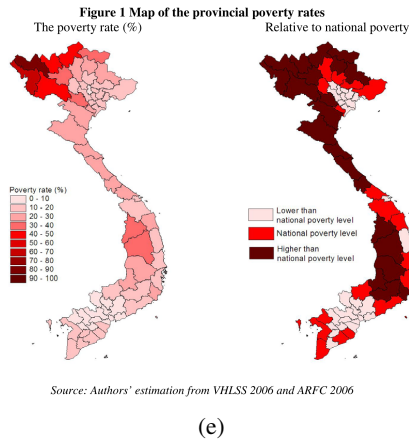 Figure 1 Map of the provincial poverty rates
The poverty rate (%)
Relative to national poverty
Poverty rate (%)
0 - 10
10 - 20
20 - 30
30 - 40
40 - 50
50 - 60
60 - 70
70 - 80
80 - 90
90 - 100
Lower than
national poverty level
National poverty level
Higher than
national poverty level
Source: Authors' estimation from VHLSS 2006 and ARFC 2006
(e)